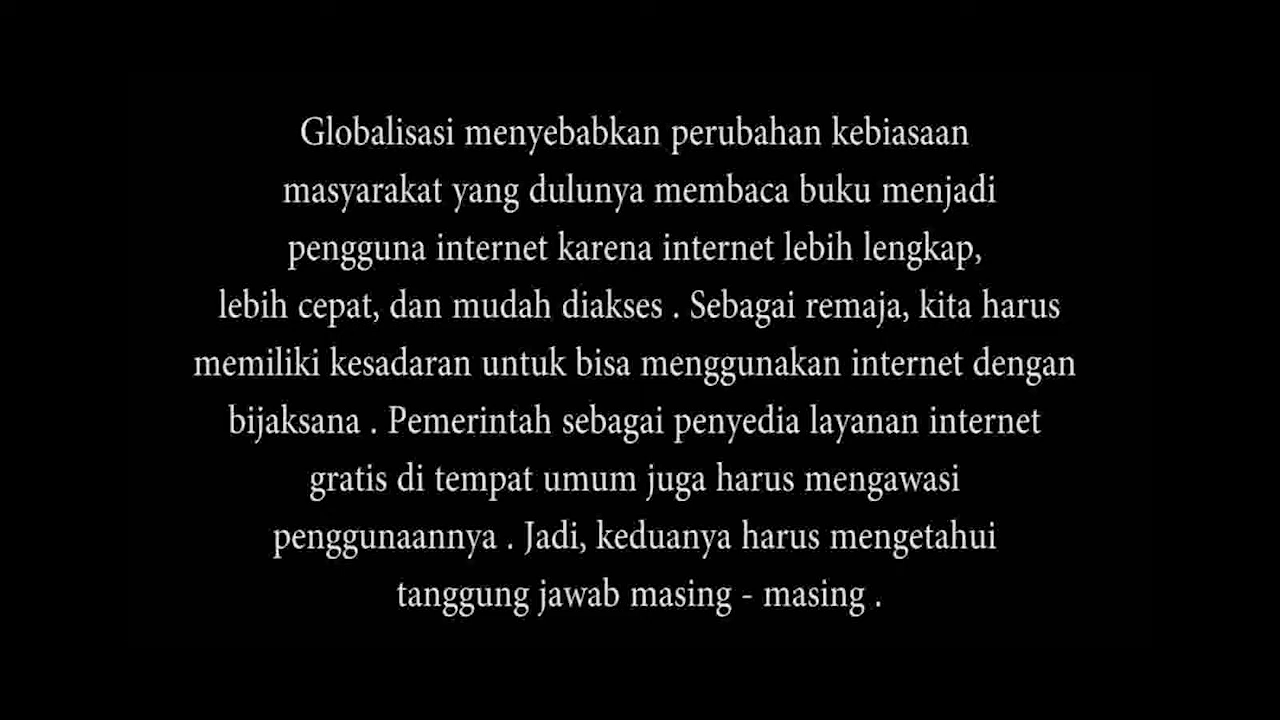 Globalisasi menyebabkan perubahan kebiasaan
masyarakat yang dulunya membaca buku menjadi
pengguna internet karena internet lebih lengkap,
lebih cepat, dan mudah diakses . Sebagai remaja, kita harus
memiliki kesadaran untuk bisa menggunakan internet dengan
bijaksana . Pemerintah sebagai penyedia layanan internet
gratis di tempat umum juga harus mengawasi
penggunaannya . Jadi, keduanya harus mengetahui
tanggung jawab masing - masing .